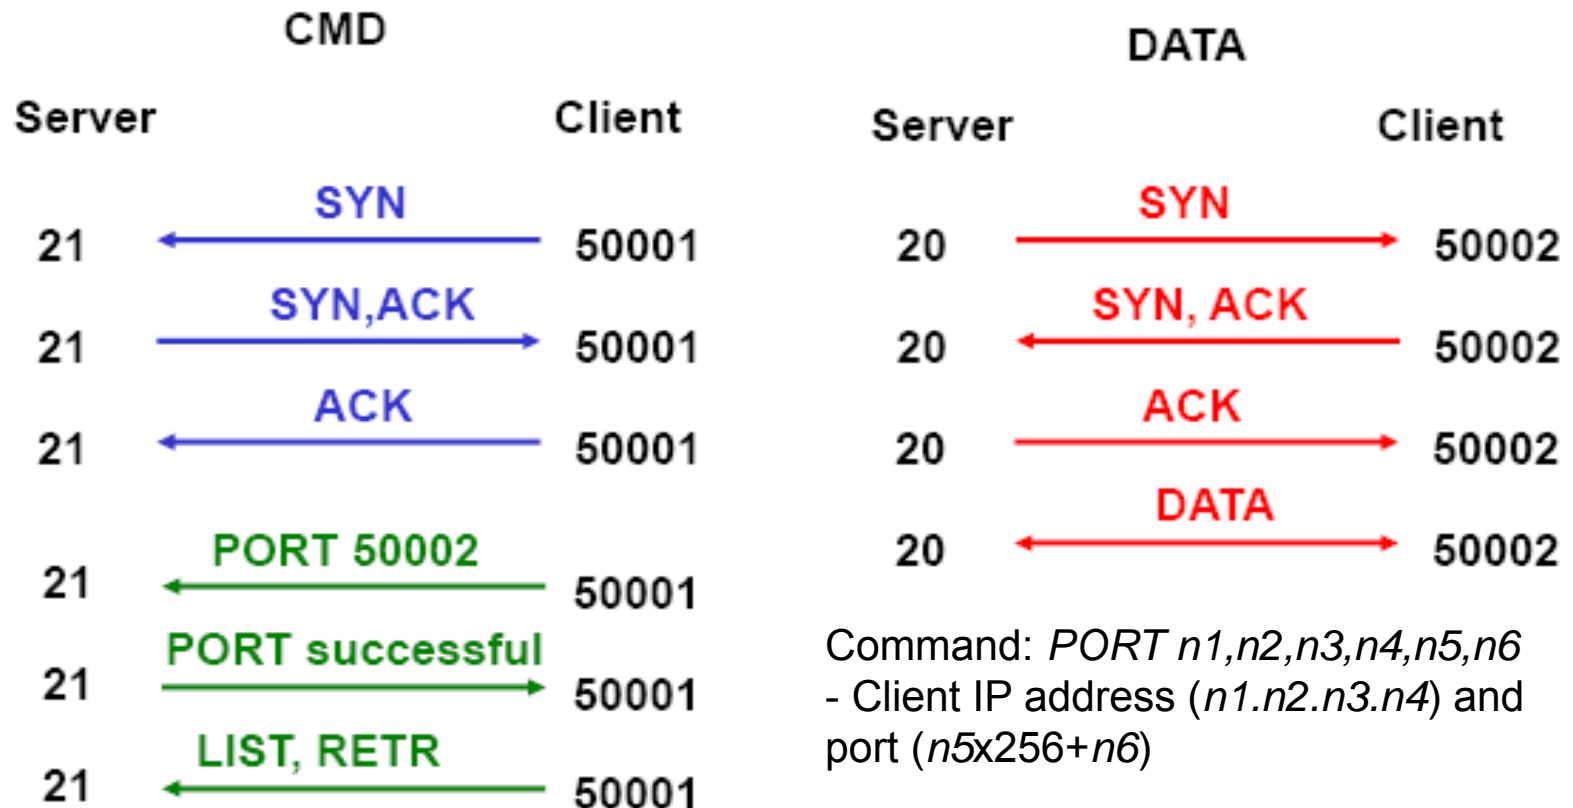 CMD
Server Client
SYN
21 50001
SYN,ACK
21 50001
ACK
21 50001
PORT 50002
21 50001
PORT successful
21 50001
LIST, RETR
21 50001
DATA
Server Client
SYN
20 50002
SYN, ACK
20 50002
ACK
20 50002
DATA
20 50002
Command: PORT n1,n2,n3,n4,n5,n6
- Client IP address (n1.n2.n3.n4) and
port (n5x256+n6)